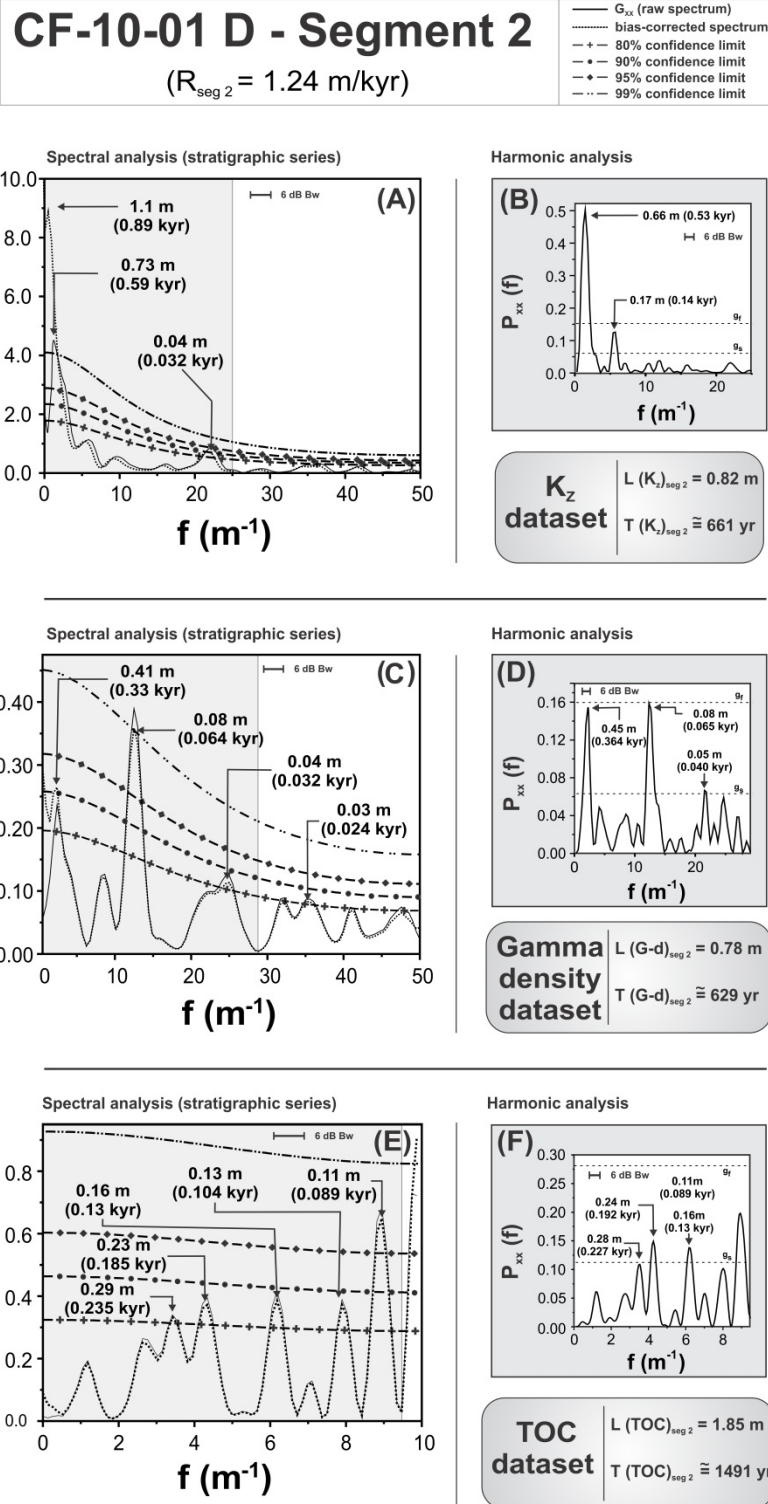 CF-10-01 D - Segment 2
(Rseg 2 = 1.24 m/kyr)
Gxx (raw spectrum)
bias-corrected spectrum
80% confidence limit
90% confidence limit
95% confidence limit
99% confidence limit
Spectral analysis (stratigraphic series)
(A)
6 dB Bw
1.1 m
(0.89 kyr)
0.73 m
(0.59 kyr)
0.04 m
(0.032 kyr)
10.0
8.0
6.0
4.0
2.0
0.0
0 10 20 30 40 50
f (m-1)
Harmonic analysis
(B)
0.66 m (0.53 kyr)
6 dB Bw
0.17 m (0.14 kyr)
gf
gs
Pxx (f)
0.5
0.4
0.3
0.2
0.1
0.0
0 10 20
f (m-1)
Kz
dataset
L (Kz)seg 2 = 0.82 m
T (Kz)seg 2 ≅ 661 yr
Spectral analysis (stratigraphic series)
(C)
6 dB Bw
0.41 m
(0.33 kyr)
0.08 m
(0.064 kyr)
0.04 m
(0.032 kyr)
0.03 m
(0.024 kyr)
0.40
0.30
0.20
0.10
0.00
0 10 20 30 40 50
f (m-1)
Harmonic analysis
(D)
6 dB Bw
gf
0.45 m
(0.364 kyr)
0.08 m
(0.065 kyr)
0.05 m
(0.040 kyr)
gs
Pxx (f)
0.16
0.12
0.08
0.04
0.00
0 10 20
f (m-1)
Gamma
density
dataset
L (G-d)seg 2 = 0.78 m
T (G-d)seg 2 ≅ 629 yr
Spectral analysis (stratigraphic series)
(E)
6 dB Bw
0.16 m
(0.13 kyr)
0.13 m
(0.104 kyr)
0.11 m
(0.089 kyr)
0.23 m
(0.185 kyr)
0.29 m
(0.235 kyr)
0.8
0.6
0.4
0.2
0.0
0 2 4 6 8 10
f (m-1)
Harmonic analysis
(F)
gf
6 dB Bw
0.11m
(0.089 kyr)
0.24 m
(0.192 kyr)
0.16m
(0.13 kyr)
0.28 m
(0.227 kyr)
gs
Pxx (f)
0.30
0.25
0.20
0.15
0.10
0.05
0.00
0 2 4 6 8
f (m-1)
TOC
dataset
L (TOC)seg 2 = 1.85 m
T (TOC)seg 2 ≅ 1491 yr